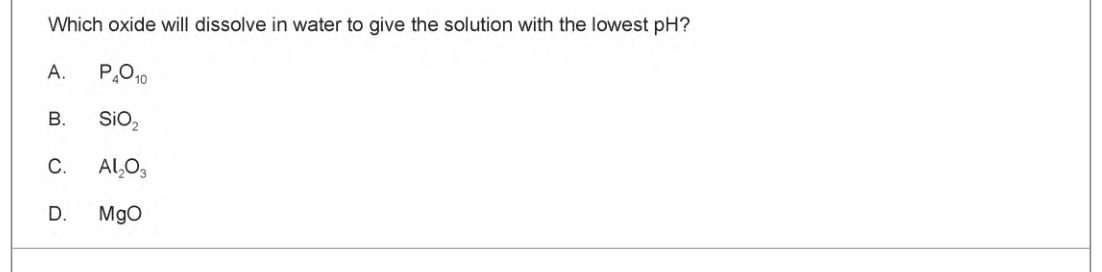 Which oxide will dissolve in water to give the solution with the lowest pH?
A. P₄O₁₀
B. SiO₂
C. Al₂O₃
D. MgO